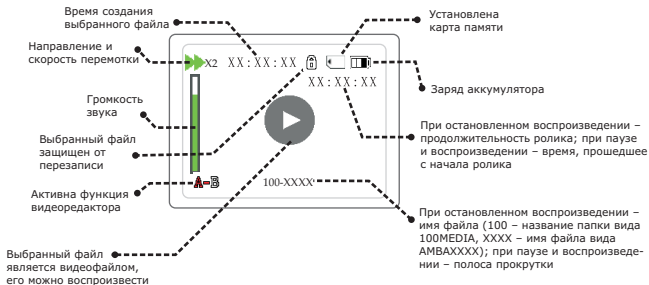 Время создания
выбранного файла
Установлена
карта памяти
Направление и
скорость перемотки
X2 XX:XX:XX
XX:XX:XX
Заряд аккумулятора
Громкость
звука
Выбранный файл
защищен от
перезаписи
При остановленном воспроизведении –
продолжительность ролика; при паузе
и воспроизведении – время, прошедшее
с начала ролика
A-B
100-XXXX
Активна функция
видеоредактора
При остановленном воспроизведении –
имя файла (100 – название папки вида
100MEDIA, XXXX – имя файла вида
AMBAXXXX); при паузе и воспроизведе-
нии – полоса прокрутки
Выбранный файл
является видеофайлом,
его можно воспроизвести